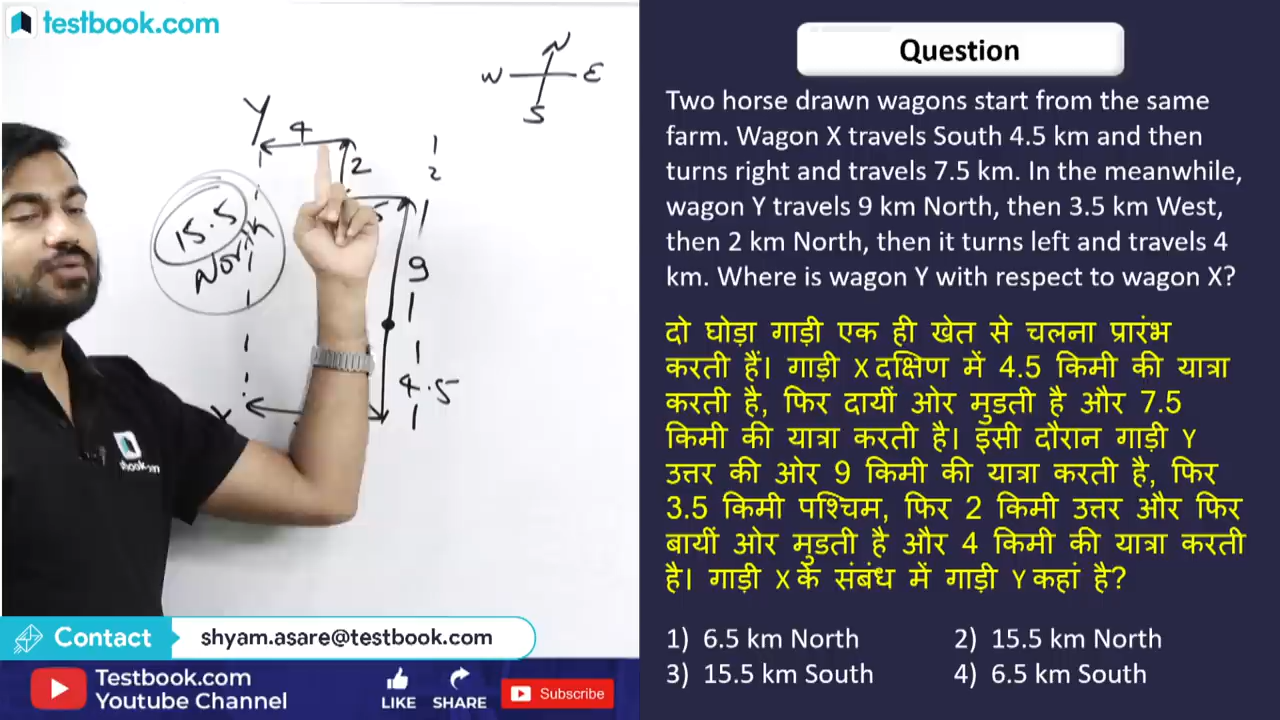 testbook.com
N
W E
S
Y
4
2
1
2
15.5
North
9
4.5
X
book.com
Question
Two horse drawn wagons start from the same
farm. Wagon X travels South 4.5 km and then
turns right and travels 7.5 km. In the meanwhile,
wagon Y travels 9 km North, then 3.5 km West,
then 2 km North, then it turns left and travels 4
km. Where is wagon Y with respect to wagon X?
दो घोड़ा गाड़ी एक ही खेत से चलना प्रारंभ
करती हैं। गाड़ी X दक्षिण में 4.5 किमी की यात्रा
करती है, फिर दायीं ओर मुडती है और 7.5
किमी की यात्रा करती है। इसी दौरान गाड़ी Y
उत्तर की ओर 9 किमी की यात्रा करती है, फिर
3.5 किमी पश्चिम, फिर 2 किमी उत्तर और फिर
बायीं ओर मुडती है और 4 किमी की यात्रा करती
है। गाड़ी X के संबंध में गाड़ी Y कहां है?
1) 6.5 km North 2) 15.5 km North
3) 15.5 km South 4) 6.5 km South
Contact shyam.asare@testbook.com
Testbook.com
Youtube Channel
LIKE SHARE Subscribe